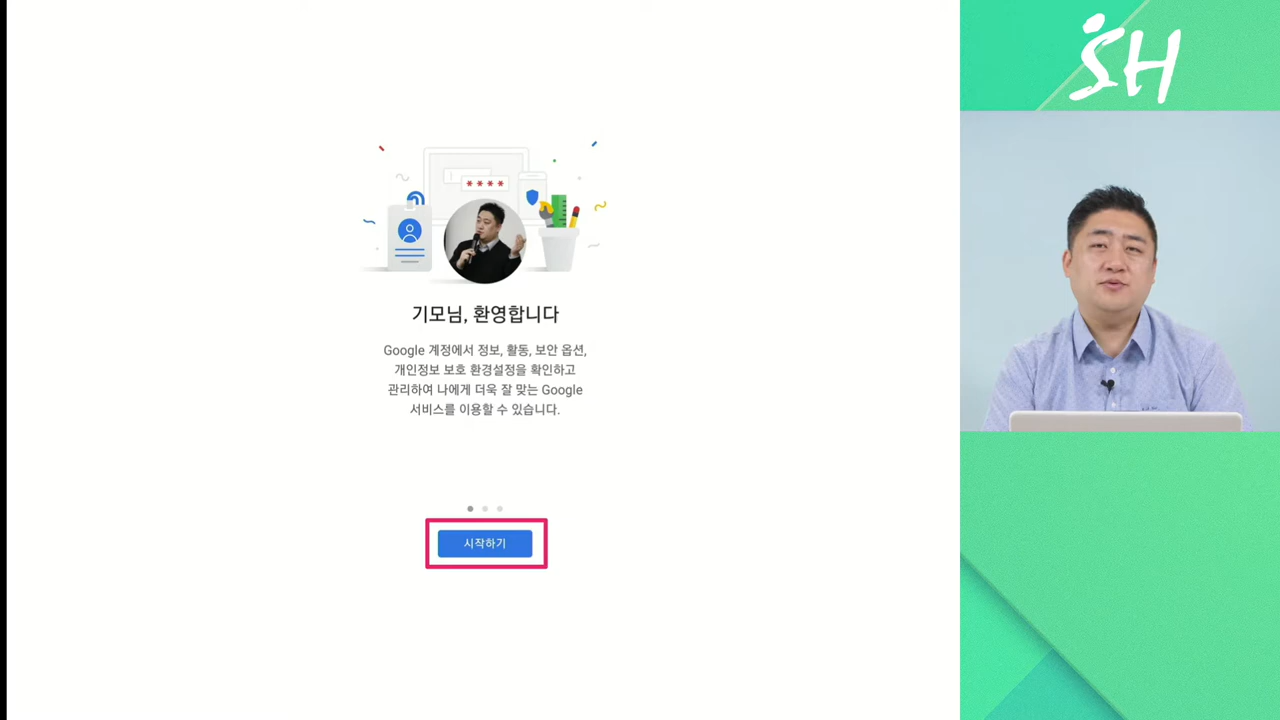 SH
* * * *
기모님, 환영합니다
Google 계정에서 정보, 활동, 보안 옵션,
개인정보 보호 환경설정을 확인하고
관리하여 나에게 더욱 잘 맞는 Google
서비스를 이용할 수 있습니다.
시작하기